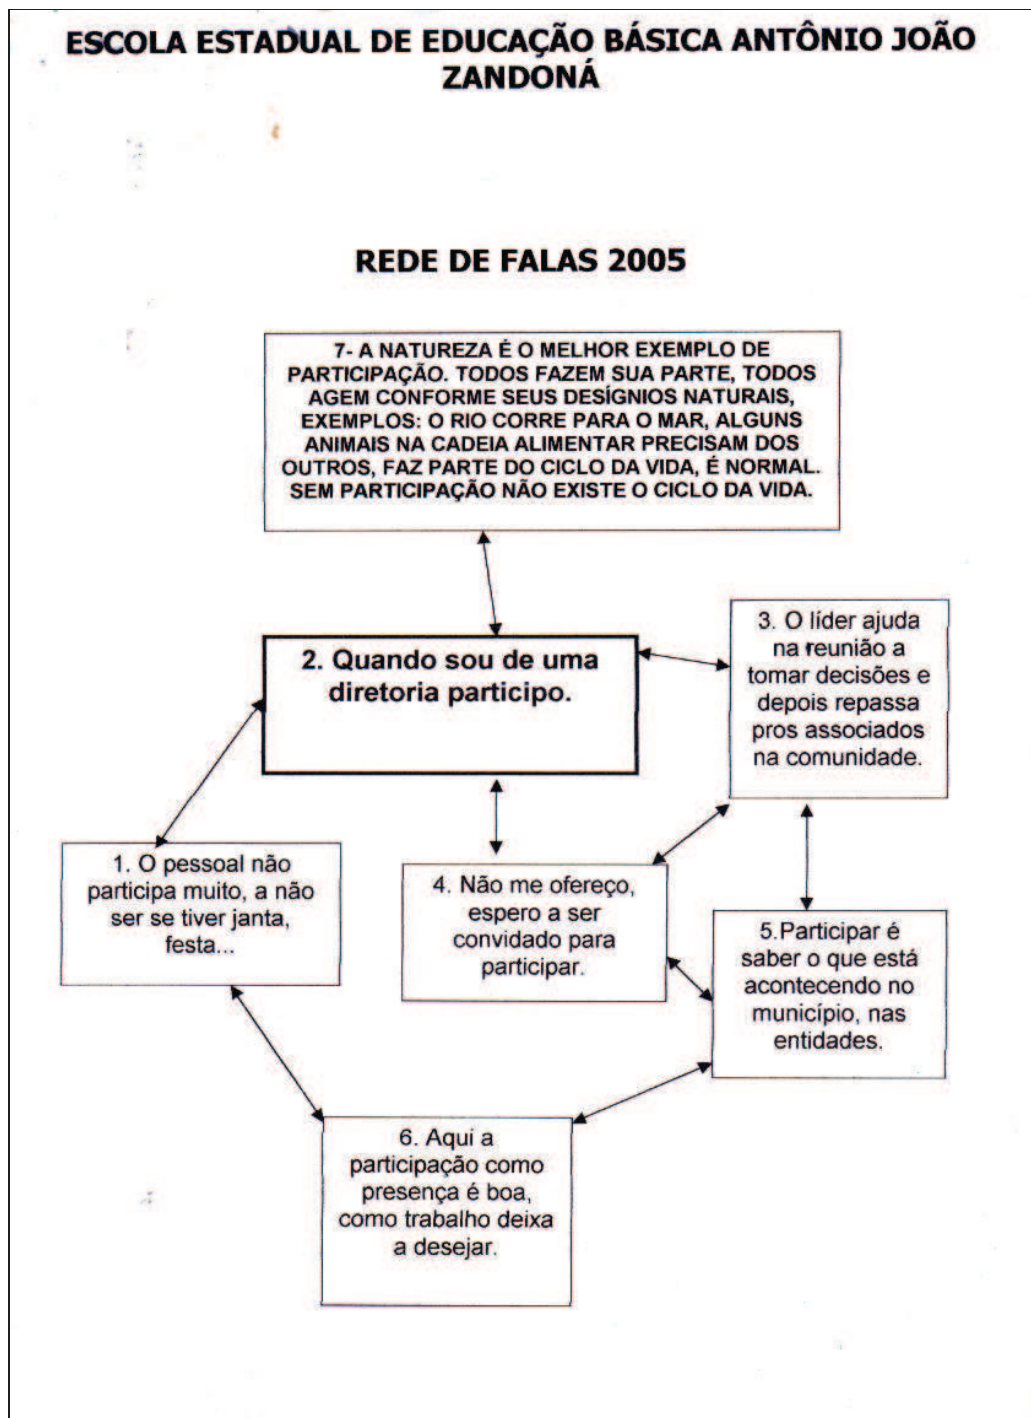 ESCOLA ESTADUAL DE EDUCAÇÃO BÁSICA ANTÔNIO JOÃO
ZANDONÁ
REDE DE FALAS 2005
7- A NATUREZA É O MELHOR EXEMPLO DE
PARTICIPAÇÃO. TODOS FAZEM SUA PARTE, TODOS
AGEM CONFORME SEUS DESÍGNIOS NATURAIS,
EXEMPLOS: O RIO CORRE PARA O MAR, ALGUNS
ANIMAIS NA CADEIA ALIMENTAR PRECISAM DOS
OUTROS, FAZ PARTE DO CICLO DA VIDA, É NORMAL.
SEM PARTICIPAÇÃO NÃO EXISTE O CICLO DA VIDA.
2. Quando sou de uma
diretoria participo.
3. O líder ajuda
na reunião a
tomar decisões e
depois repassa
pros associados
na comunidade.
1. O pessoal não
participa muito, a não
ser se tiver janta,
festa...
4. Não me ofereço,
espero a ser
convidado para
participar.
5.Participar é
saber o que está
acontecendo no
município, nas
entidades.
6. Aqui a
participação como
presença é boa,
como trabalho deixa
a desejar.